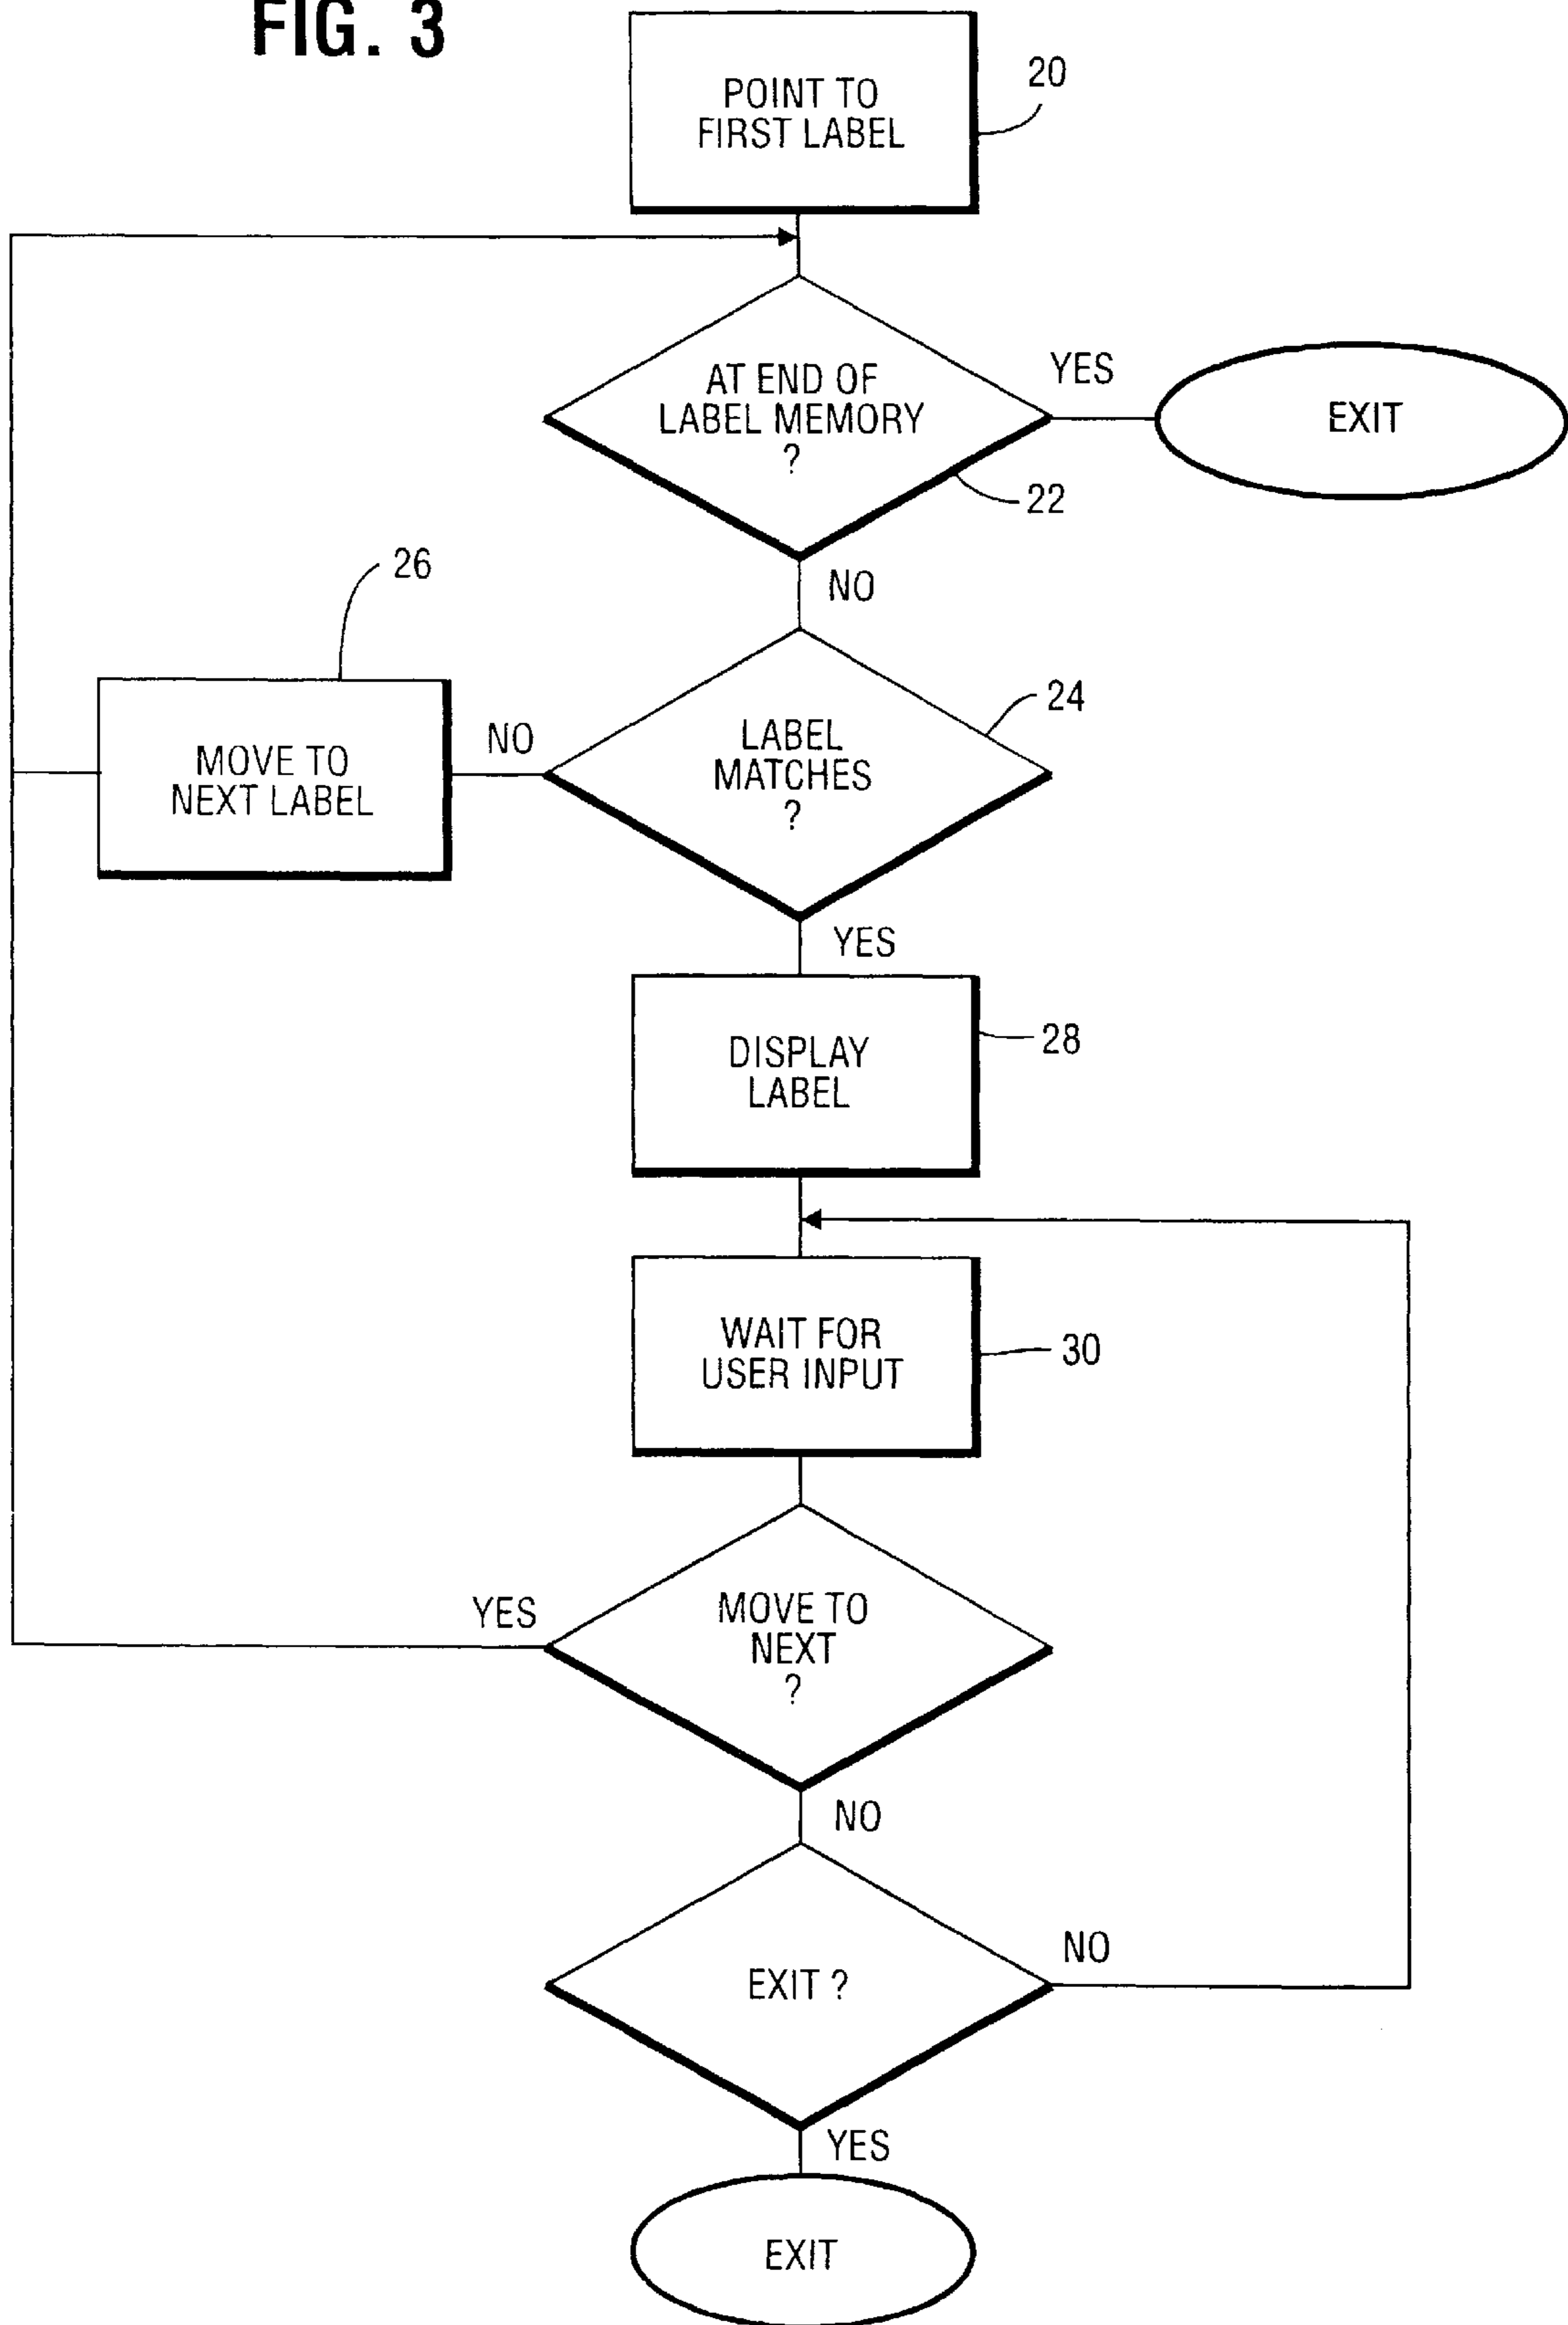 FIG. 3
POINT TO
FIRST LABEL
20
AT END OF
LABEL MEMORY
?
YES
EXIT
22
NO
26
24
LABEL
MATCHES
?
NO
MOVE TO
NEXT LABEL
YES
DISPLAY
LABEL
28
WAIT FOR
USER INPUT
30
MOVE TO
NEXT
?
YES
NO
EXIT ?
NO
YES
EXIT